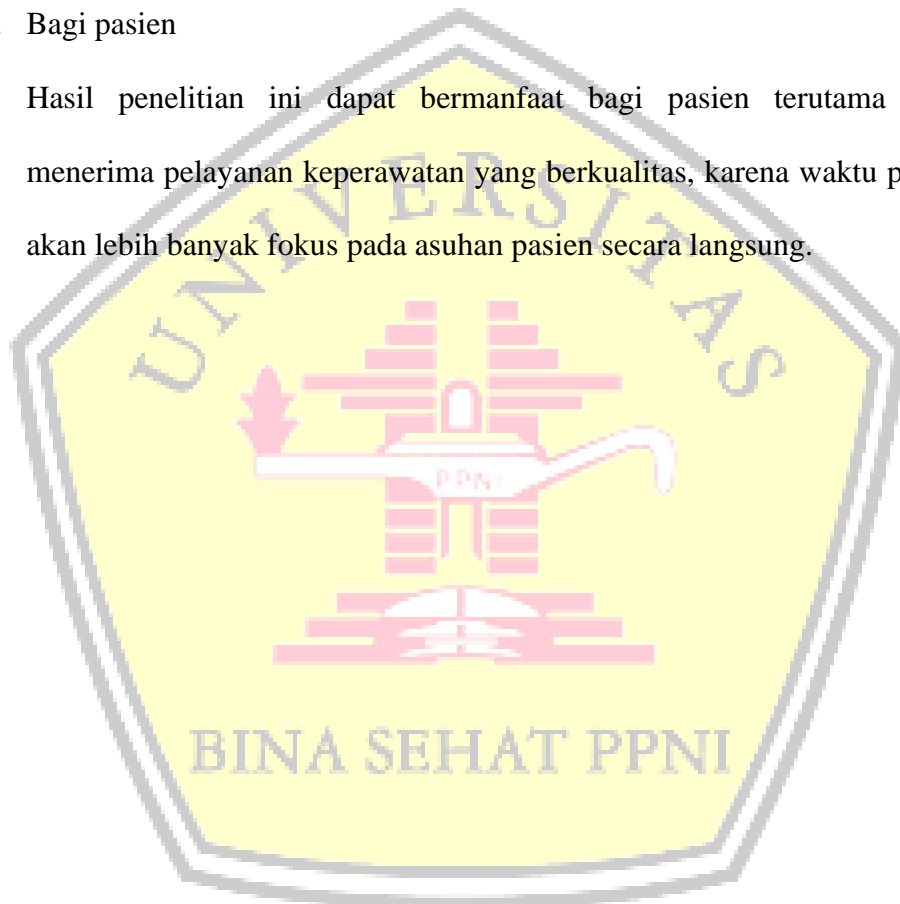 Bagi pasien
Hasil penelitian ini dapat bermanfaat bagi pasien terutama
menerima pelayanan keperawatan yang berkualitas, karena waktu p
akan lebih banyak fokus pada asuhan pasien secara langsung.
UNIVERSITAS
PPNI
BINA SEHAT PPNI